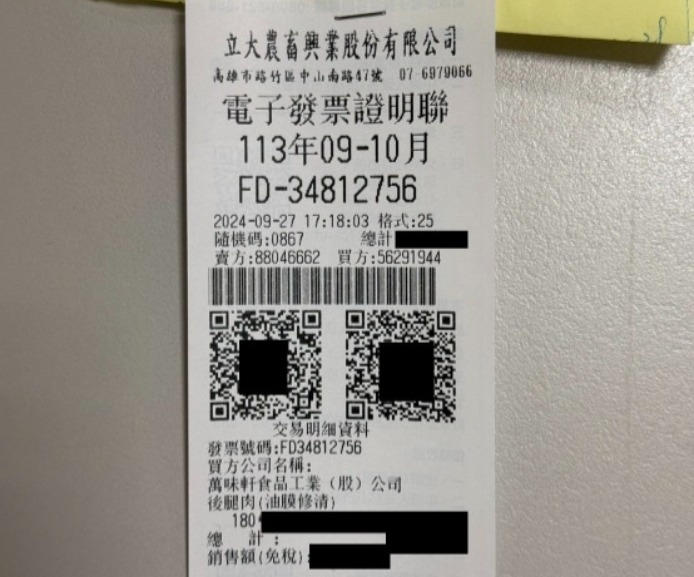 立大農畜興業股份有限公司
高雄市路竹區中山南路47號 07-6979066
電子發票證明聯
113年09-10月
FD-34812756
2024-09-27 17:18:03 格式:25
隨機碼:0867 總計
賣方:88046662 買方:56291944
交易明細資料
發票號碼:FD34812756
買方公司名稱:
萬味軒食品工業(股)公司
後腿肉(油膜修清)
180
總 計 :
銷售額(免稅):